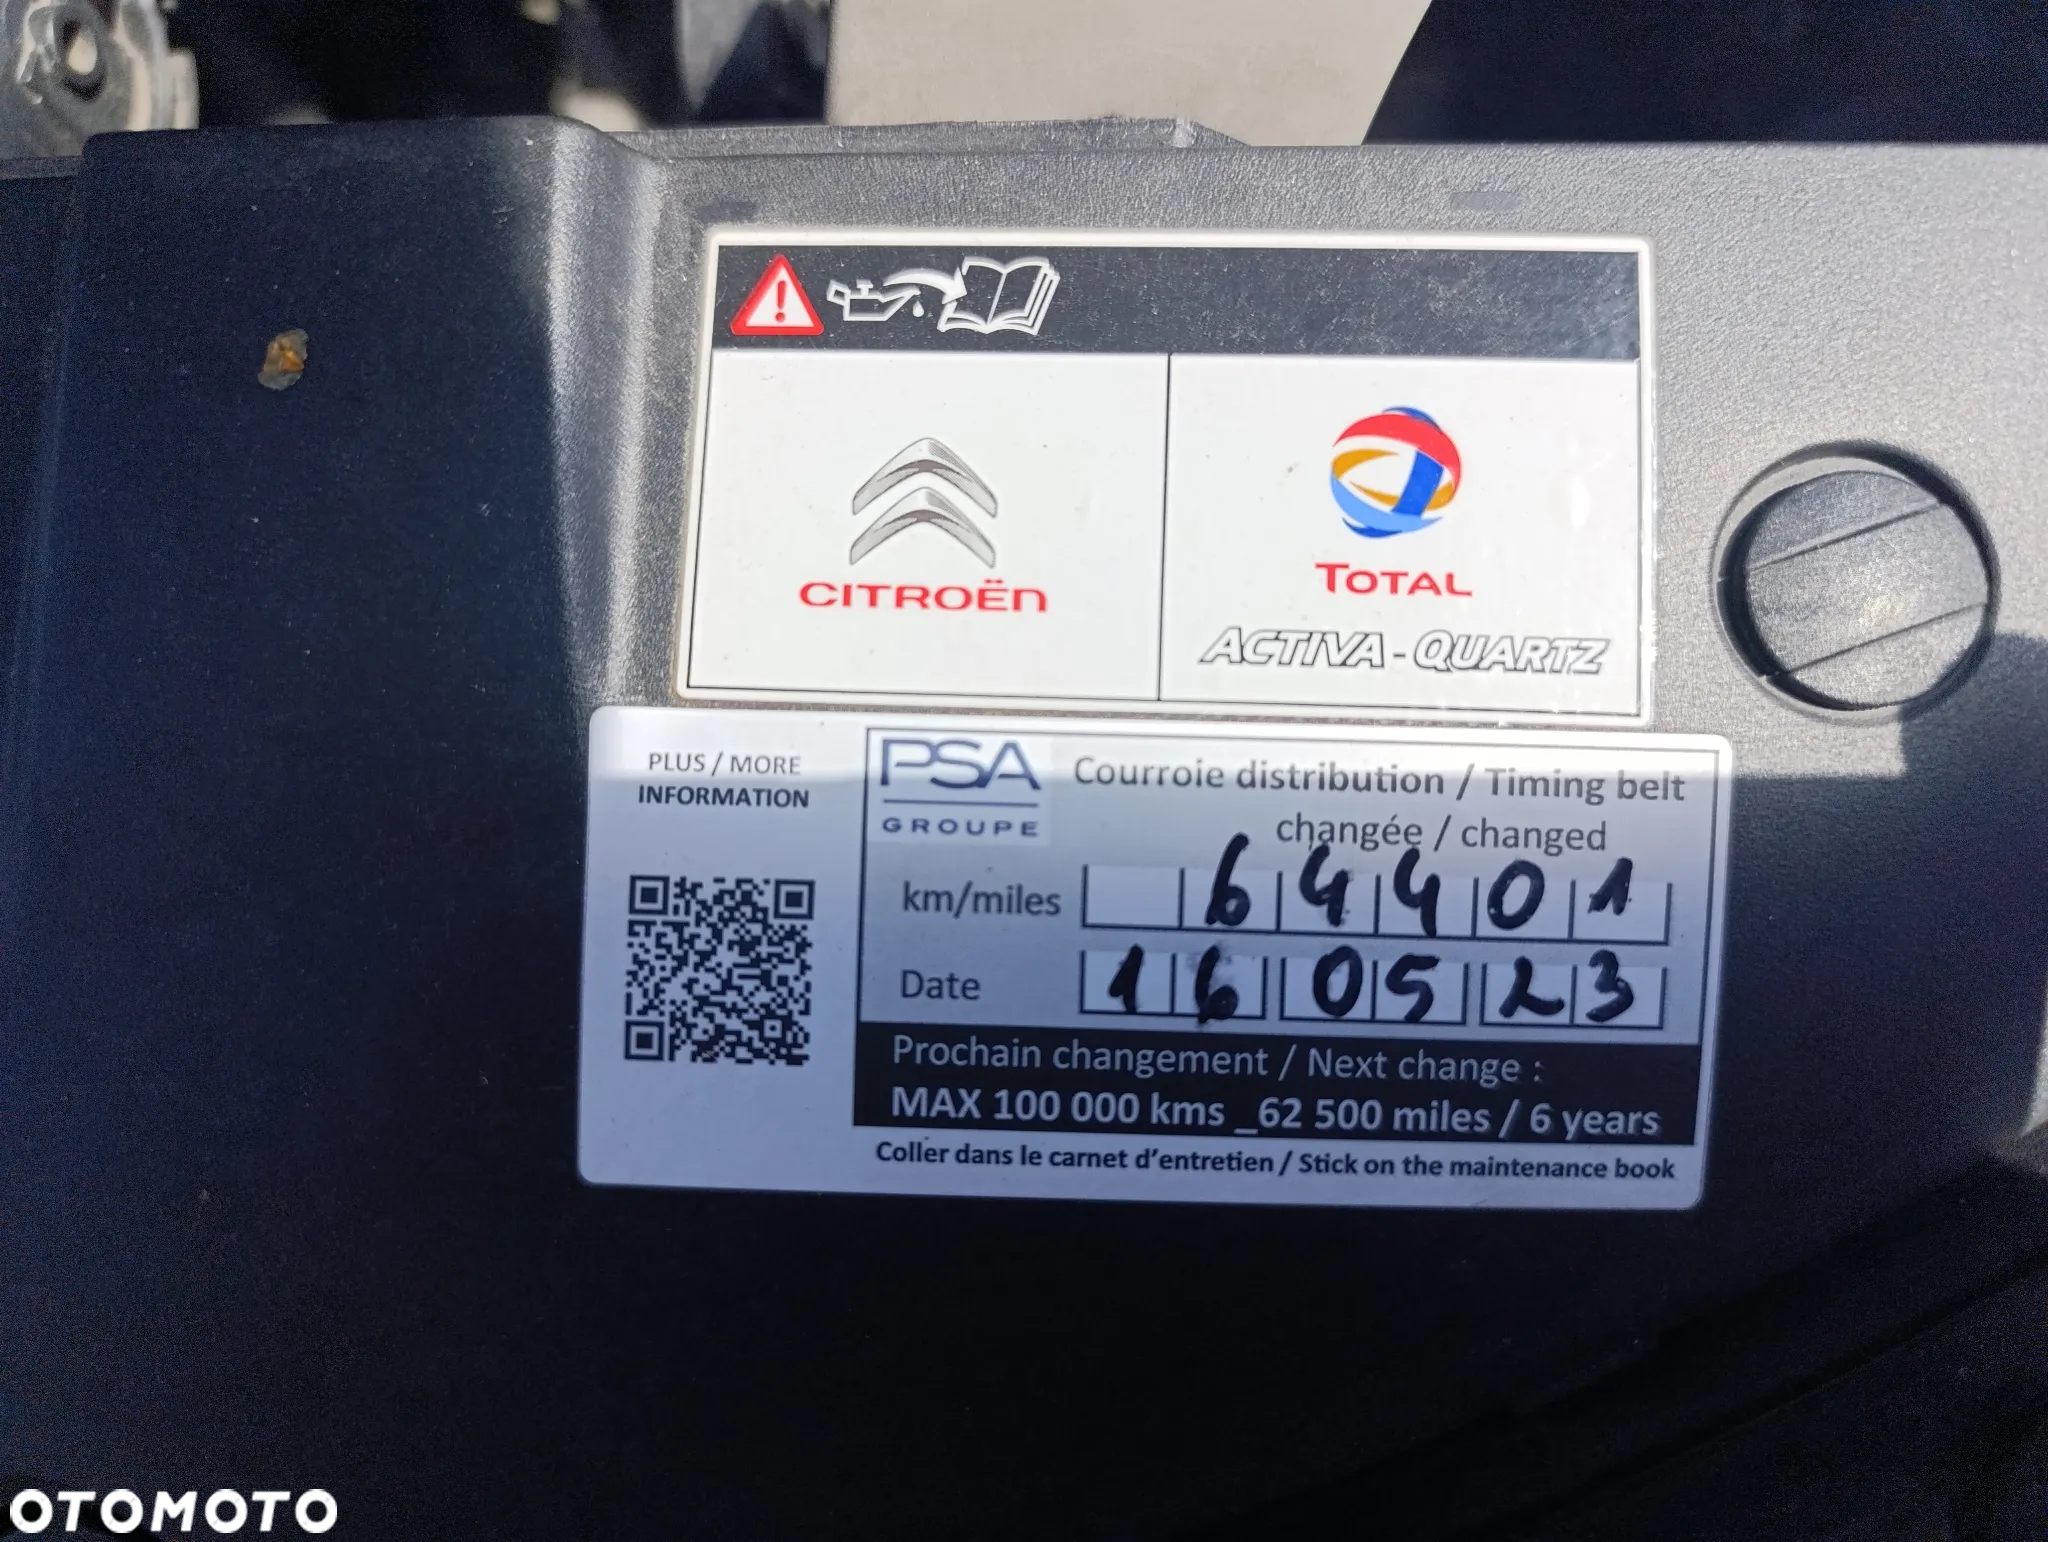 CITROËN
TOTAL
ACTIVA-QUARTZ
PLUS / MORE
INFORMATION
PSA
GROUPE
Courroie distribution / Timing belt
changée / changed
km/miles 64401
Date 16 05 23
Prochain changement / Next change :
MAX 100 000 kms _62 500 miles / 6 years
Coller dans le carnet d'entretien / Stick on the maintenance book
OTOMOTO